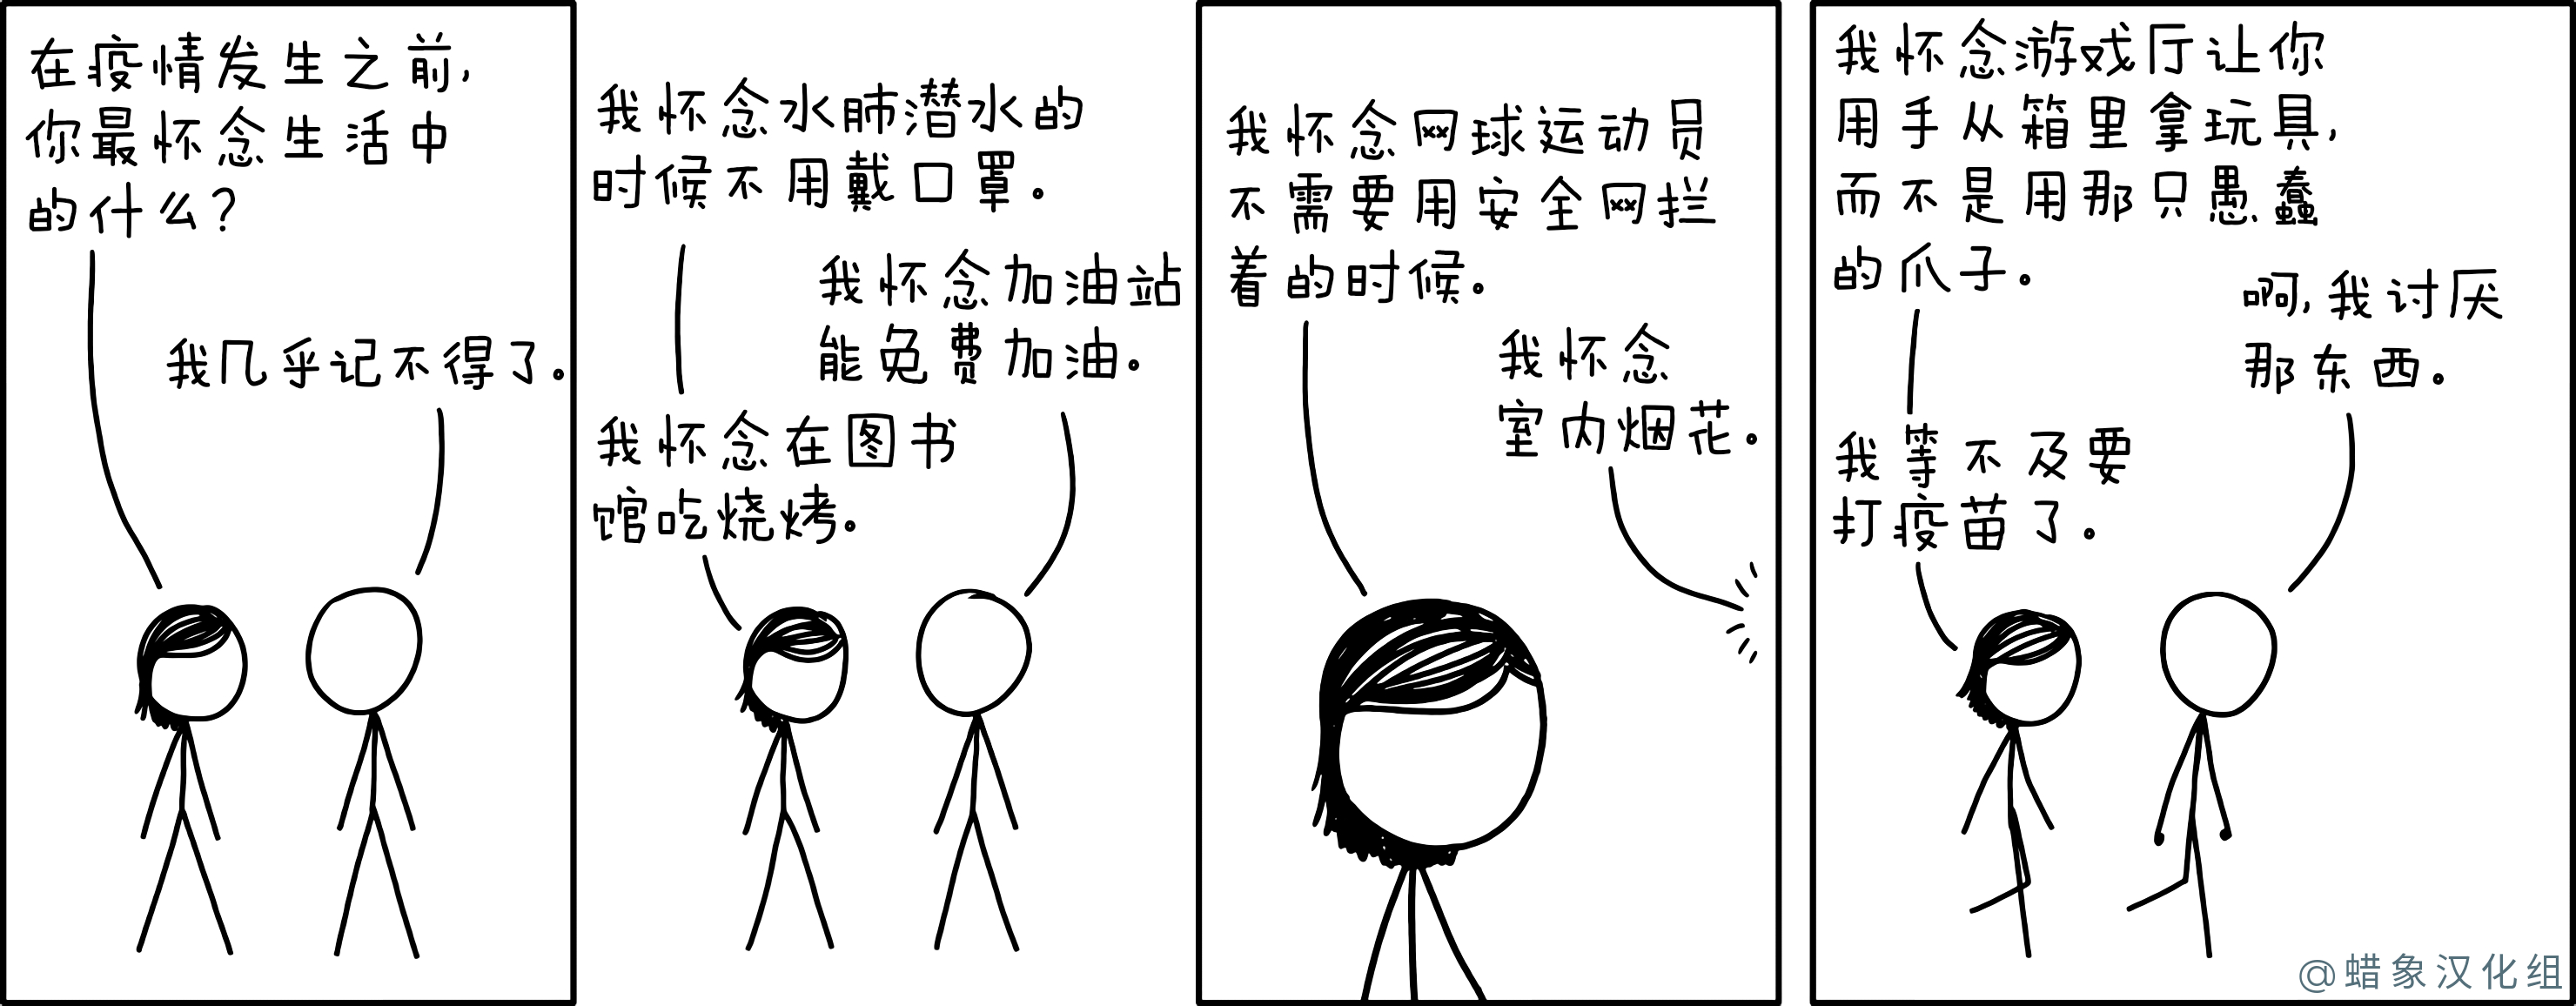 在疫情发生之前,
你最怀念生活中
的什么?
我几乎记不得了。
我怀念水肺潜水的
时候不用戴口罩。
我怀念加油站
能免费加油。
我怀念在图书
馆吃烧烤。
我怀念网球运动员
不需要用安全网拦
着的时候。
我怀念
室内烟花。
我怀念游戏厅让你
用手从箱里拿玩具,
而不是用那只愚蠢
的爪子。
啊,我讨厌
那东西。
我等不及要
打疫苗了。
@蜡象汉化组